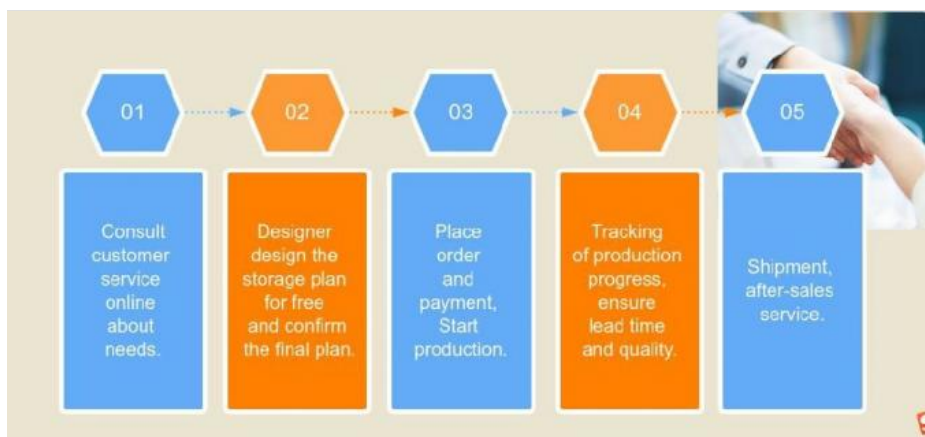 01
02
03
04
05
Consult
customer
service
online
about
needs.
Designer
design the
storage plan
for free
and confirm
the final plan.
Place
order
and
payment,
Start
production.
Tracking
of production
progress,
ensure
lead time
and quality.
Shipment,
after-sales
service.